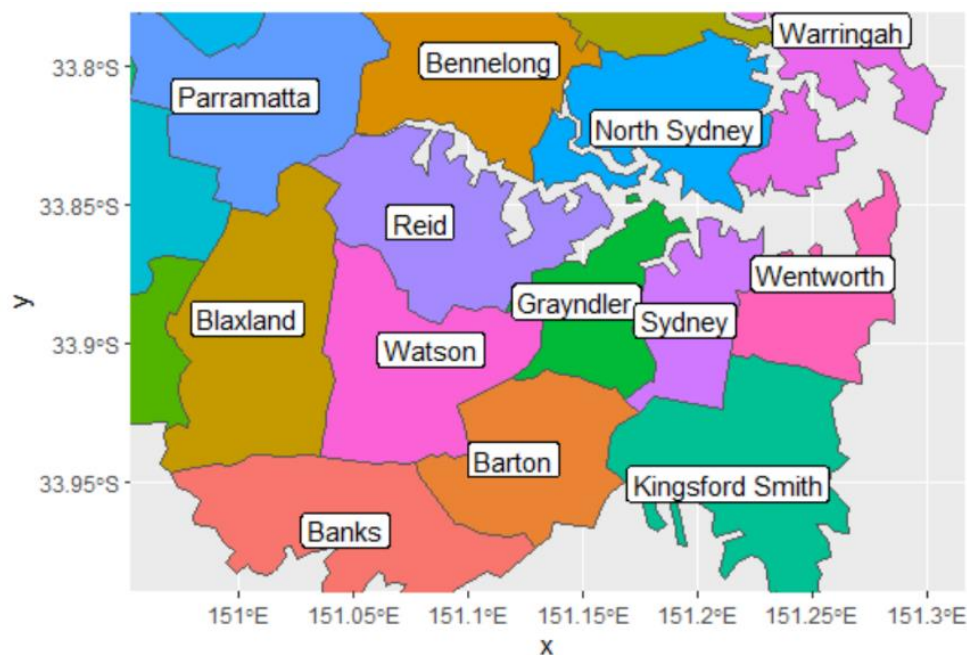 Warringah
Bennelong
33.8°S
Parramatta
North Sydney
33.85°S
Reid
Wentworth
Grayndler
Blaxland
Sydney
y
33.9°S
Watson
Barton
33.95°S
Kingsford Smith
Banks
151°E
151.05°E
151.1°E
151.15°E
151.2°E
151.25°E
151.3°E
x